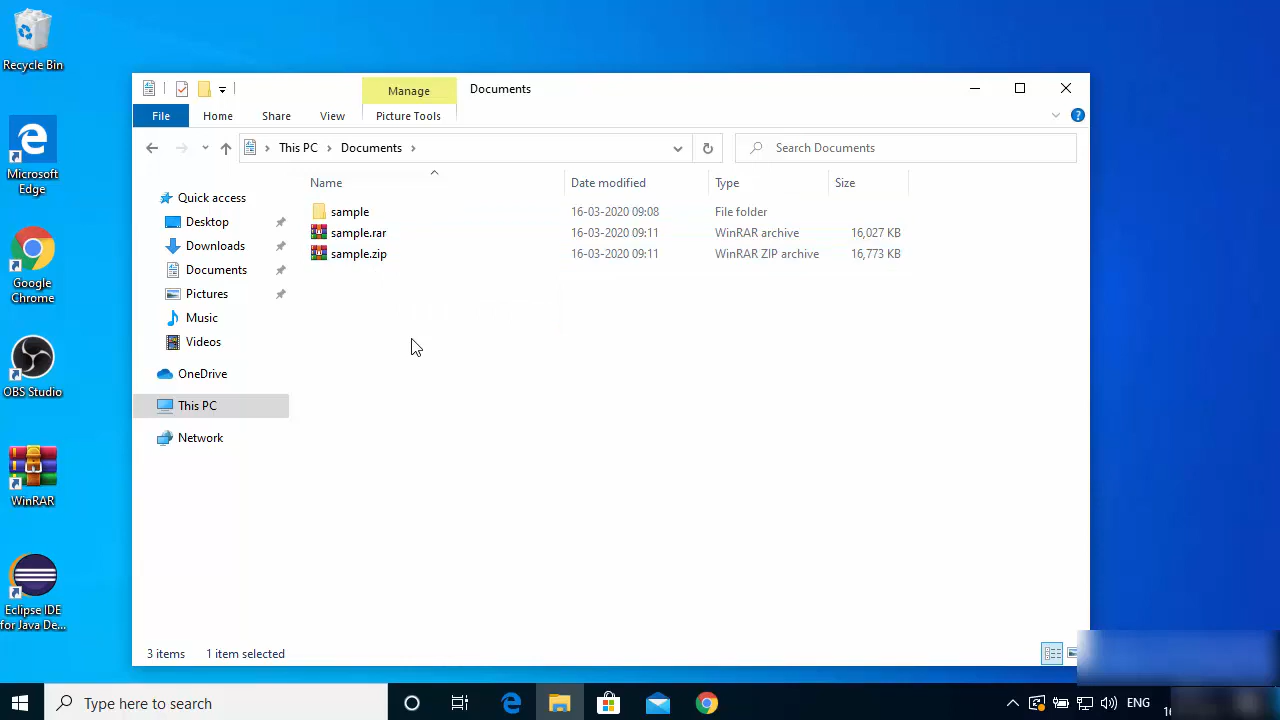 Recycle Bin
Microsoft
Edge
Google
Chrome
OBS Studio
WinRAR
Eclipse IDE
for Java De...
Manage
Documents
File
Home
Share
View
Picture Tools
This PC
Documents
Search Documents
Name
Date modified
Type
Size
sample
16-03-2020 09:08
File folder
sample.rar
16-03-2020 09:11
WinRAR archive
16,027 KB
sample.zip
16-03-2020 09:11
WinRAR ZIP archive
16,773 KB
Quick access
Desktop
Downloads
Documents
Pictures
Music
Videos
OneDrive
This PC
Network
3 items
1 item selected
Type here to search
ENG